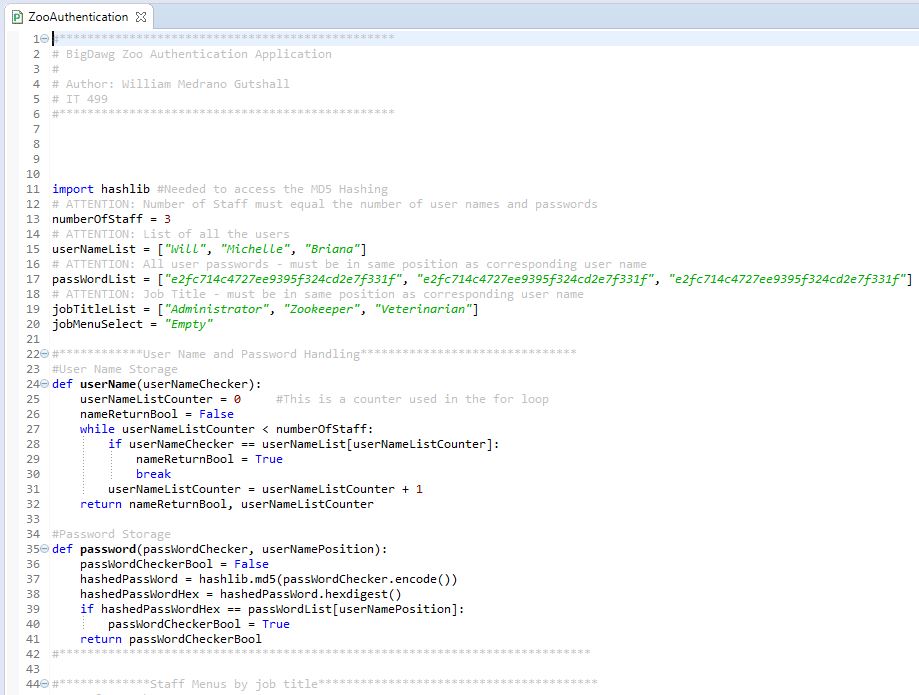 ZooAuthentication
1 #************************************************
2 # BigDawg Zoo Authentication Application
3 #
4 # Author: William Medrano Gutshall
5 # IT 499
6 #************************************************
7
8
9
10
11 import hashlib #Needed to access the MD5 Hashing
12 # ATTENTION: Number of Staff must equal the number of user names and passwords
13 numberOfStaff = 3
14 # ATTENTION: List of all the users
15 userNameList = ["Will", "Michelle", "Briana"]
16 # ATTENTION: All user passwords - must be in same position as corresponding user name
17 passWordList = ["e2fc714c4727ee9395f324cd2e7f331f", "e2fc714c4727ee9395f324cd2e7f331f", "e2fc714c4727ee9395f324cd2e7f331f"]
18 # ATTENTION: Job Title - must be in same position as corresponding user name
19 jobTitleList = ["Administrator", "Zookeeper", "Veterinarian"]
20 jobMenuSelect = "Empty"
21
22 #************User Name and Password Handling*******************************
23 #User Name Storage
24 def userName(userNameChecker):
25     userNameListCounter = 0     #This is a counter used in the for loop
26     nameReturnBool = False
27     while userNameListCounter < numberOfStaff:
28         if userNameChecker == userNameList[userNameListCounter]:
29             nameReturnBool = True
30             break
31         userNameListCounter = userNameListCounter + 1
32     return nameReturnBool, userNameListCounter
33
34 #Password Storage
35 def password(passWordChecker, userNamePosition):
36     passWordCheckerBool = False
37     hashedPassWord = hashlib.md5(passWordChecker.encode())
38     hashedPassWordHex = hashedPassWord.hexdigest()
39     if hashedPassWordHex == passWordList[userNamePosition]:
40         passWordCheckerBool = True
41     return passWordCheckerBool
42 #****************************************************************************
43
44 #************Staff Menus by job title****************************************